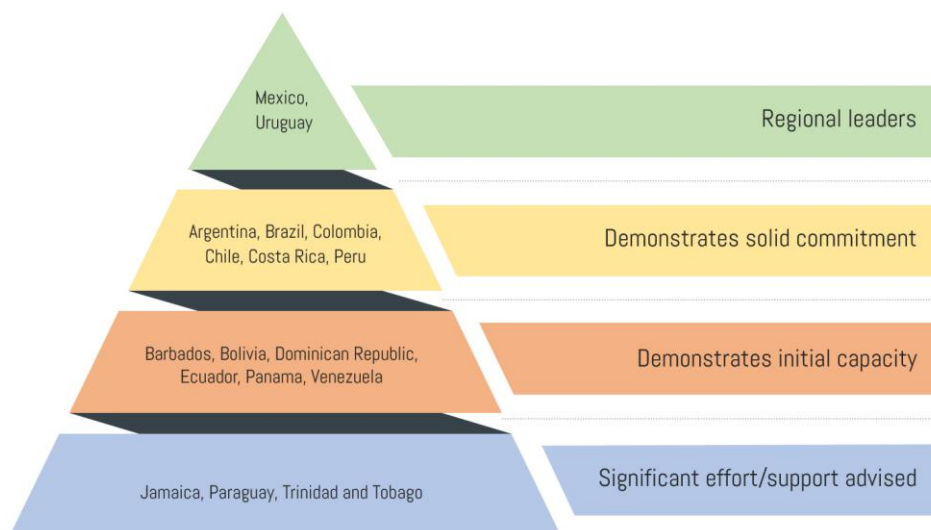 Mexico,
Uruguay
Regional leaders
Argentina, Brazil, Colombia,
Chile, Costa Rica, Peru
Demonstrates solid commitment
Barbados, Bolivia, Dominican Republic,
Ecuador, Panama, Venezuela
Demonstrates initial capacity
Jamaica, Paraguay, Trinidad and Tobago
Significant effort/support advised